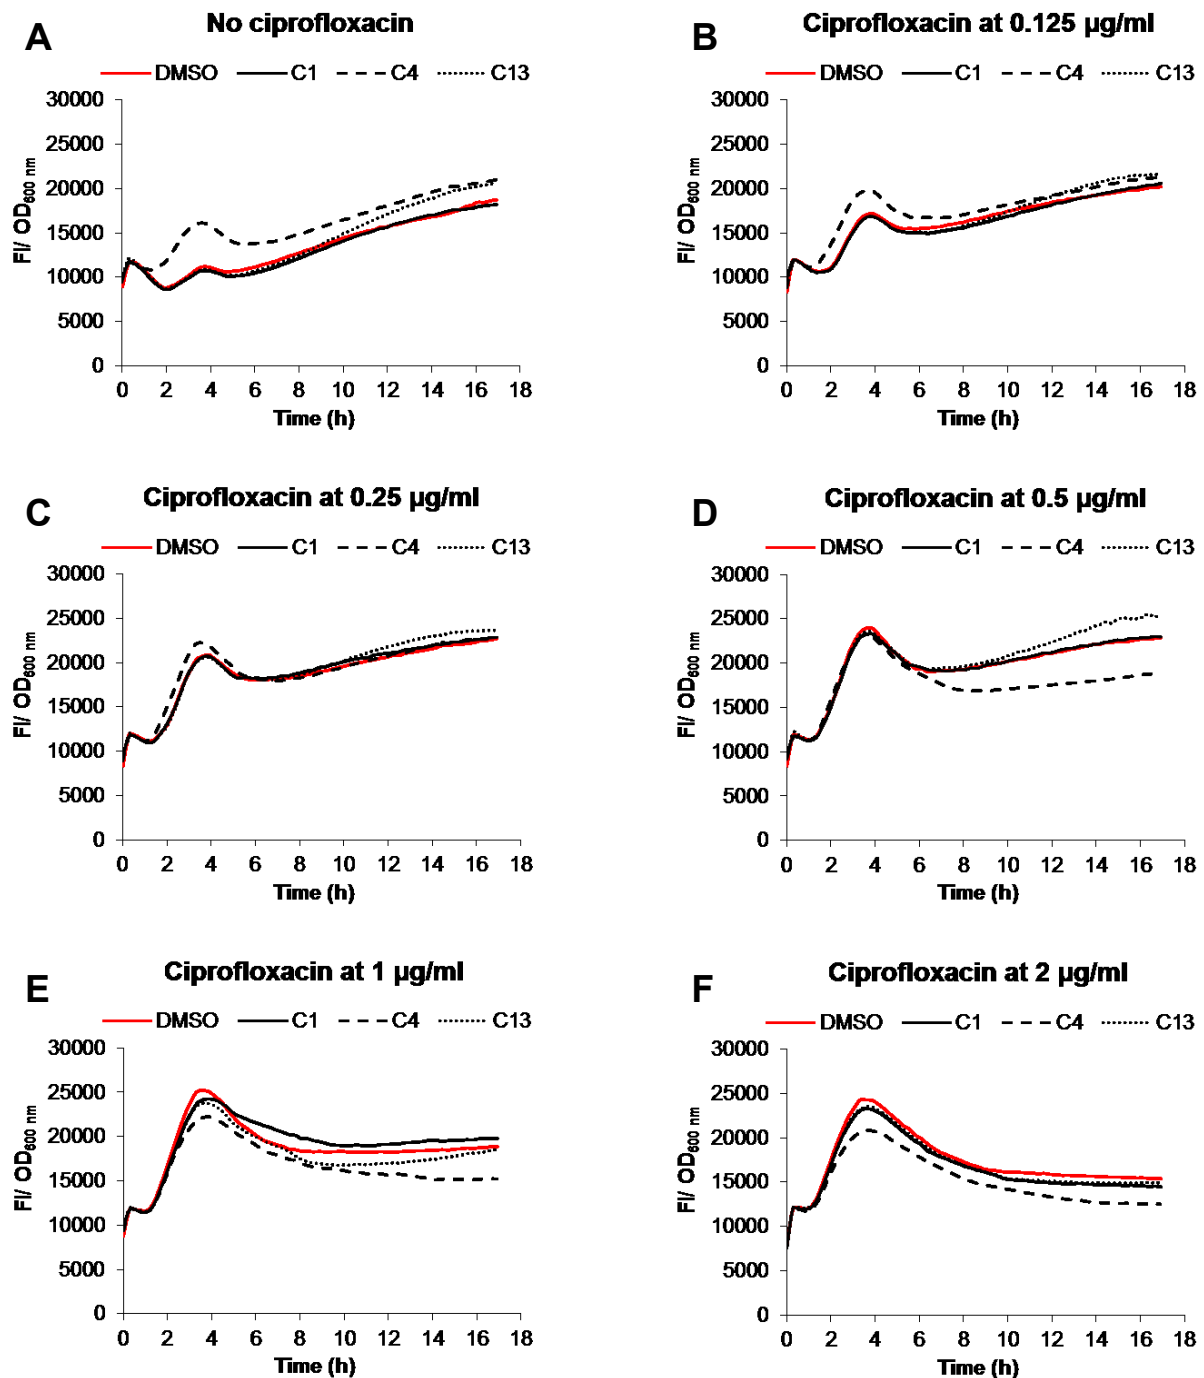 A
No ciprofloxacin
DMSO C1 C4 C13
30000
25000
20000
15000
10000
5000
0
Fl/ OD600 nm
0 2 4 6 8 10 12 14 16 18
Time (h)
B
Ciprofloxacin at 0.125 µg/ml
DMSO C1 C4 C13
30000
25000
20000
15000
10000
5000
0
Fl/ OD600 nm
0 2 4 6 8 10 12 14 16 18
Time (h)
C
Ciprofloxacin at 0.25 µg/ml
DMSO C1 C4 C13
30000
25000
20000
15000
10000
5000
0
Fl/ OD600 nm
0 2 4 6 8 10 12 14 16 18
Time (h)
D
Ciprofloxacin at 0.5 µg/ml
DMSO C1 C4 C13
30000
25000
20000
15000
10000
5000
0
Fl/ OD600 nm
0 2 4 6 8 10 12 14 16 18
Time (h)
E
Ciprofloxacin at 1 µg/ml
DMSO C1 C4 C13
30000
25000
20000
15000
10000
5000
0
Fl/ OD600 nm
0 2 4 6 8 10 12 14 16 18
Time (h)
F
Ciprofloxacin at 2 µg/ml
DMSO C1 C4 C13
30000
25000
20000
15000
10000
5000
0
Fl/ OD600 nm
0 2 4 6 8 10 12 14 16 18
Time (h)